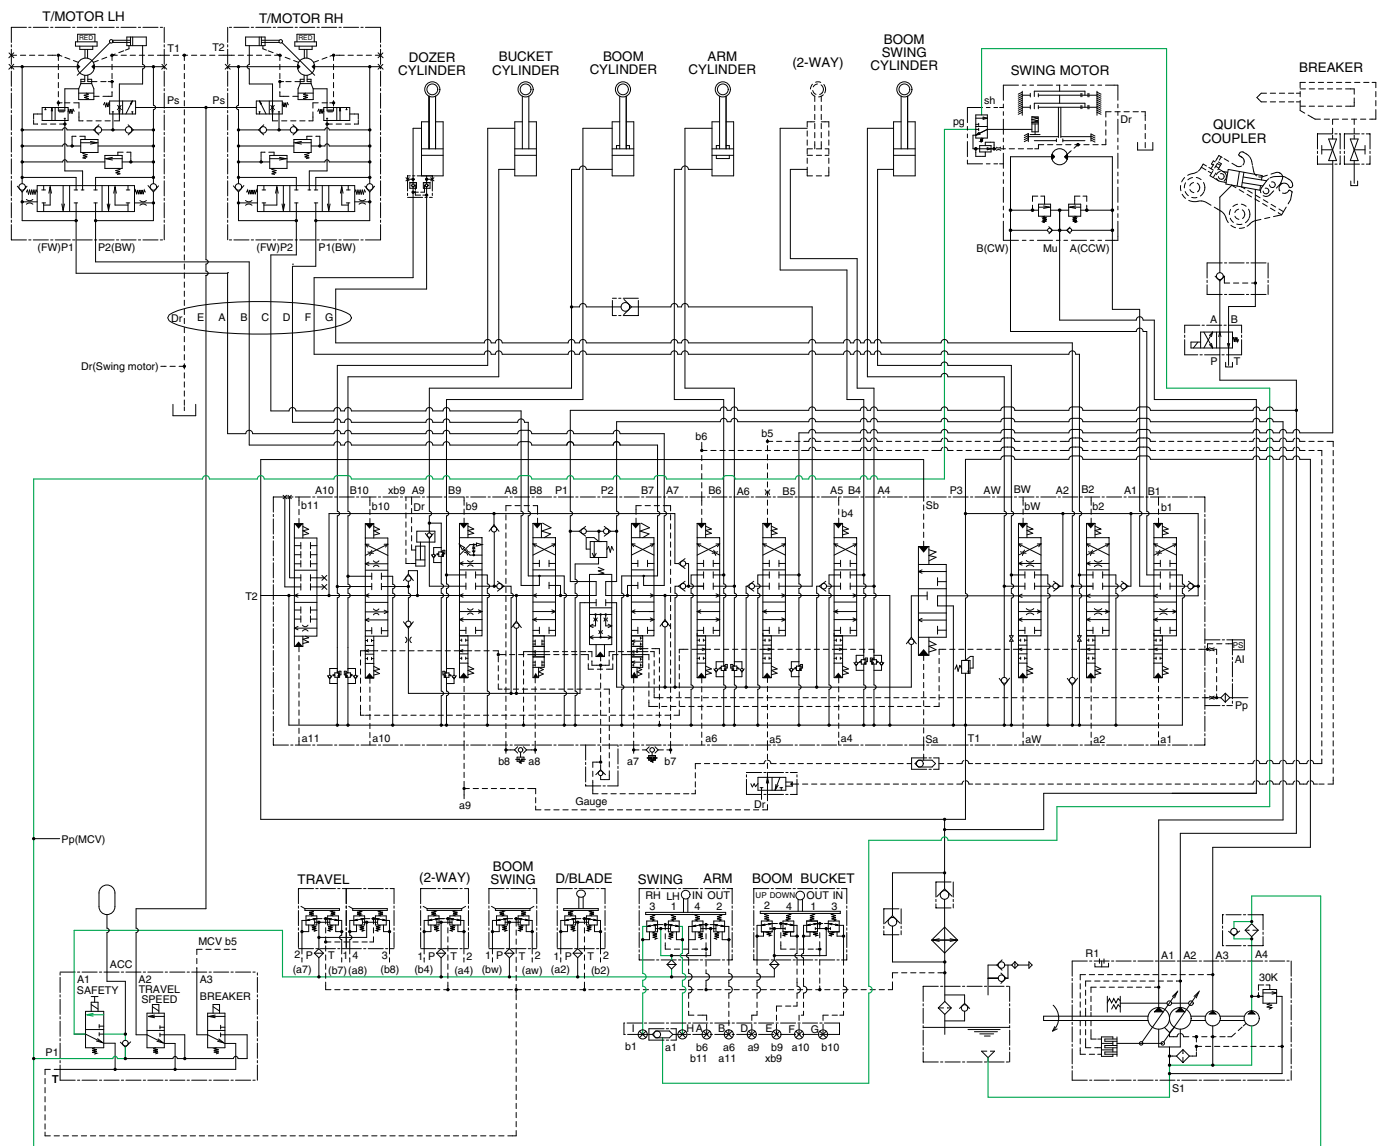 T/MOTOR LH
T/MOTOR RH
RED
RED
T1
T2
Ps
Ps
(FW)P1
P2(BW)
(FW)P2
P1(BW)
DOZER
CYLINDER
BUCKET
CYLINDER
BOOM
CYLINDER
ARM
CYLINDER
(2-WAY)
BOOM
SWING
CYLINDER
SWING MOTOR
sh
pg
Dr
B(CW)
Mu
A(CCW)
BREAKER
QUICK
COUPLER
A B
P T
Dr E A B C D F G
Dr(Swing motor)
b6
b5
A10 B10 xb9 A9 B9 A8 B8 P1 P2 B7 A7 B6 A6 B5 A5 B4 A4 P3 AW BW A2 B2 A1 B1
b11 b10 Dr b9 b4 Sb bW b2 b1
T2
PS
AI
Pp
a11 a10 a6 a5 a4 Sa T1 aW a2 a1
b8 a8 a7 b7
a9
Gauge
Dr
Pp(MCV)
TRAVEL
2 P T 1 4 3
(a7) (b7) (a8) (b8)
(2-WAY)
1 P T 2
(b4) (a4)
BOOM
SWING
1 P T 2
(bw) (aw)
D/BLADE
1 P T 2
(a2) (b2)
SWING ARM
RH LH IN OUT
3 1 4 2
BOOM BUCKET
UP DOWN OUT IN
2 4 1 3
I H A B D E F G
b1 a1 b6 a6 a9 b9 a10 b10
b11 a11 xb9
MCV b5
ACC
A1
SAFETY
A2
TRAVEL
SPEED
A3
BREAKER
P1
T
R1
A1 A2 A3 A4
30K
S1